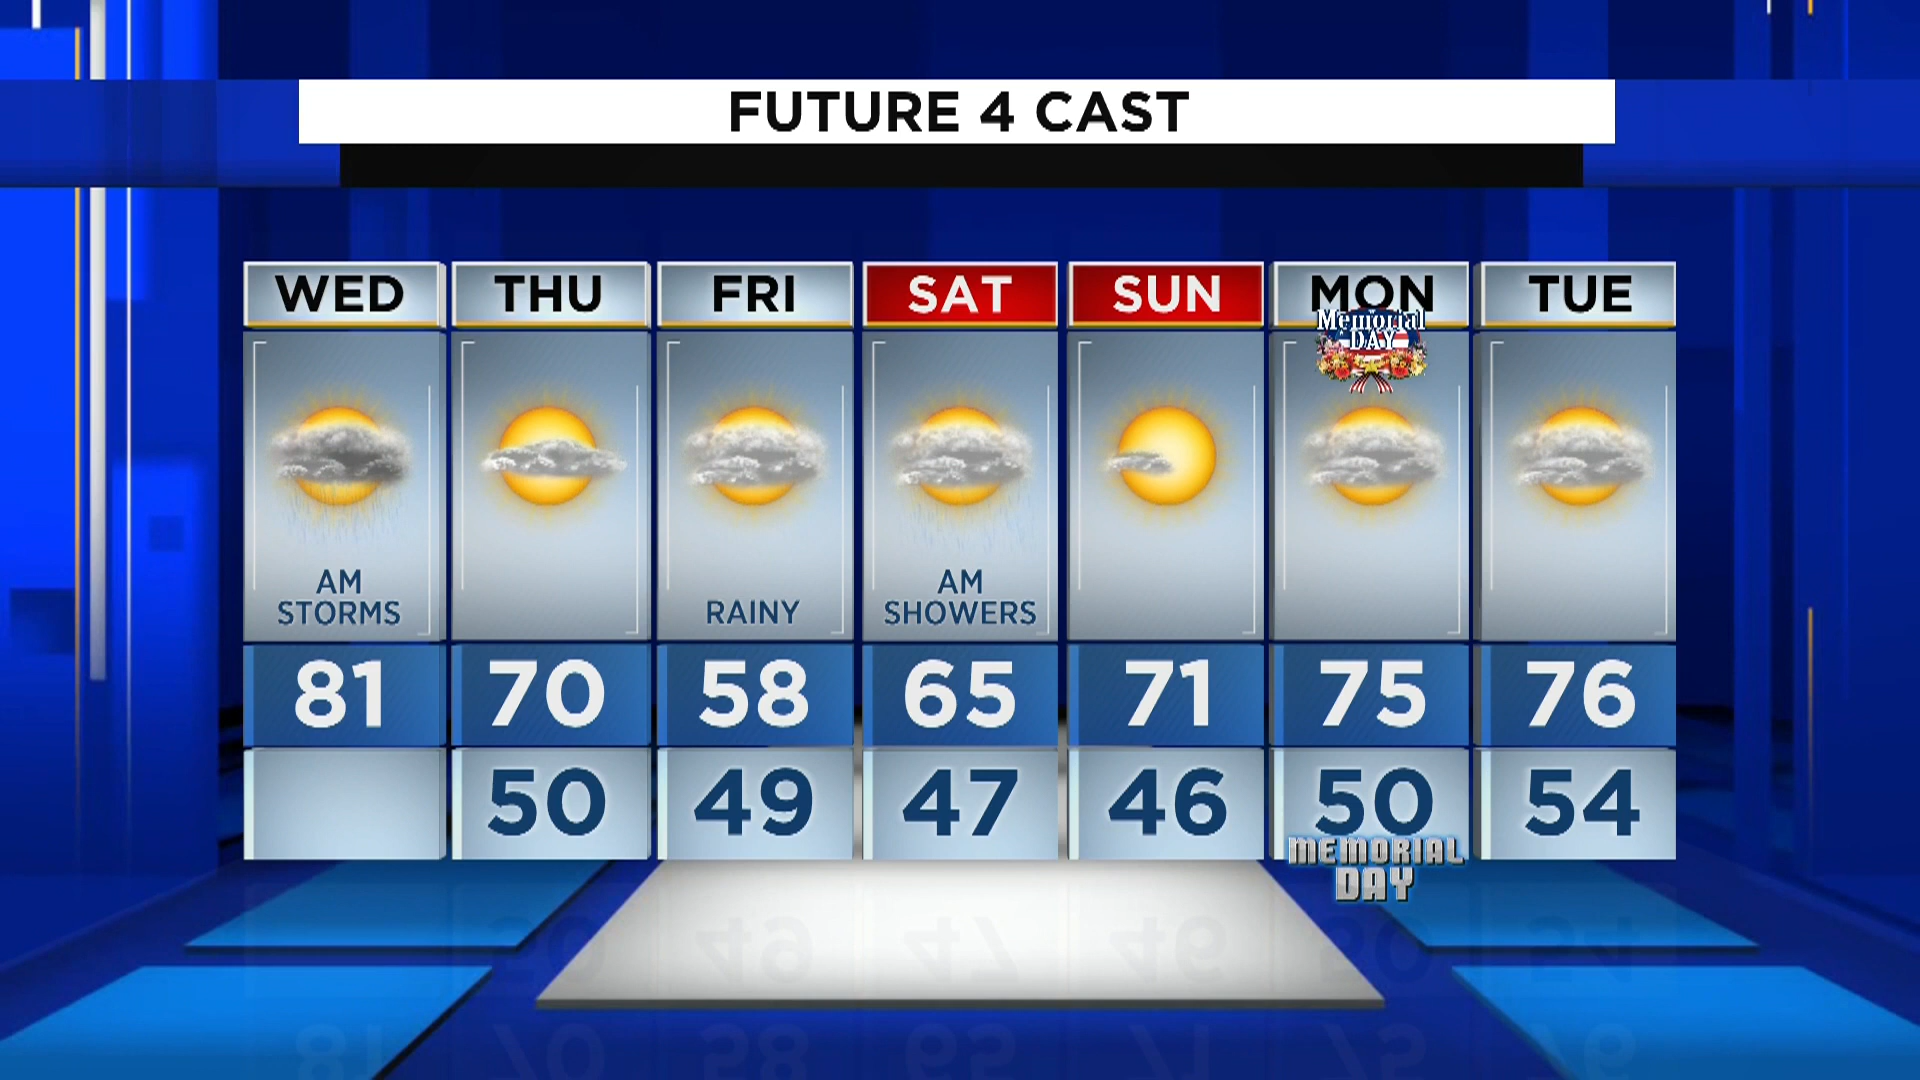 FUTURE 4 CAST
WED THU FRI SAT SUN MON TUE
Memorial
DAY
AM
STORMS
RAINY
AM
SHOWERS
81 70 58 65 71 75 76
50 49 47 46 50 54
MEMORIAL
DAY